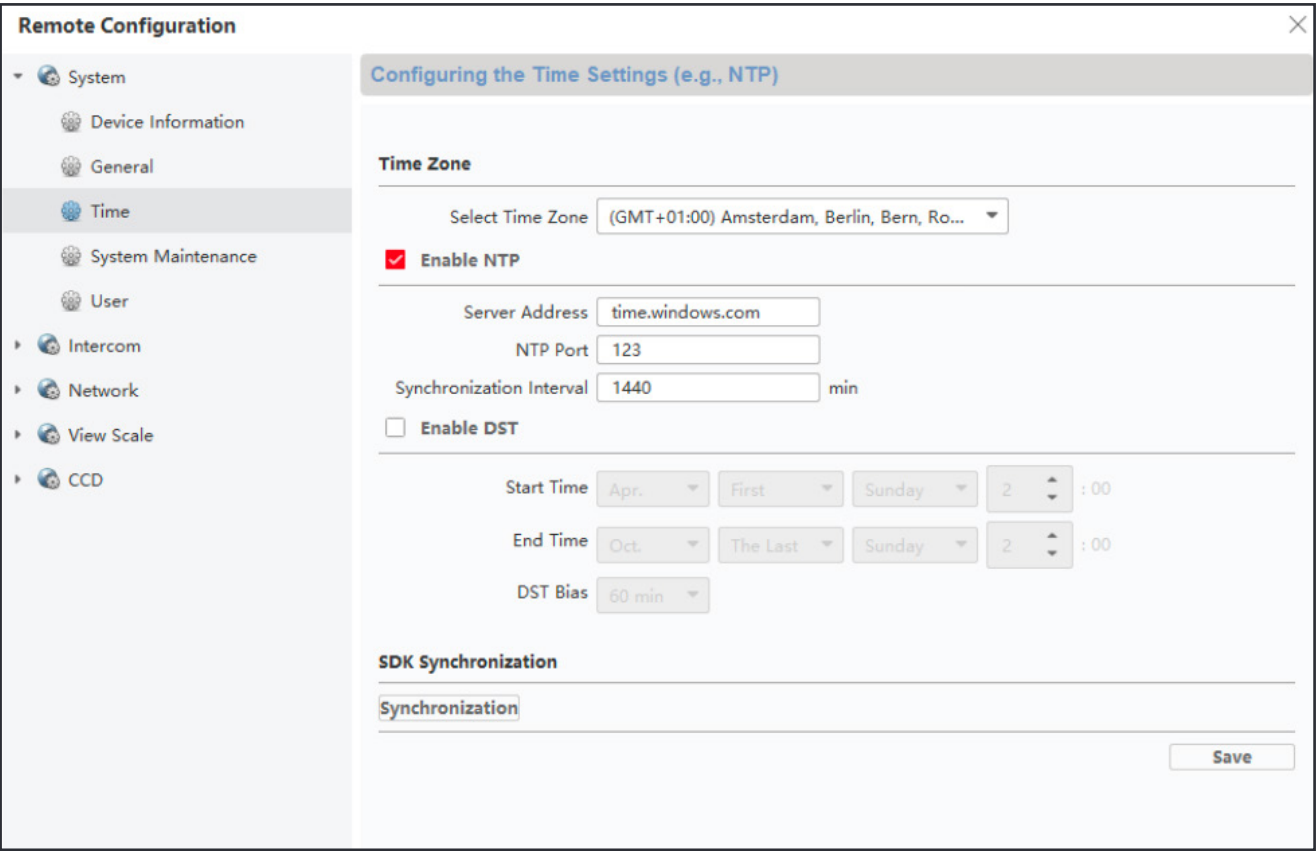 Remote Configuration
System
Device Information
General
Time
System Maintenance
User
Intercom
Network
View Scale
CCD
Configuring the Time Settings (e.g., NTP)
Time Zone
Select Time Zone (GMT+01:00) Amsterdam, Berlin, Bern, Ro...
Enable NTP
Server Address time.windows.com
NTP Port 123
Synchronization Interval 1440 min
Enable DST
Start Time Apr. First Sunday 2 : 00
End Time Oct. The Last Sunday 2 : 00
DST Bias 60 min
SDK Synchronization
Synchronization
Save